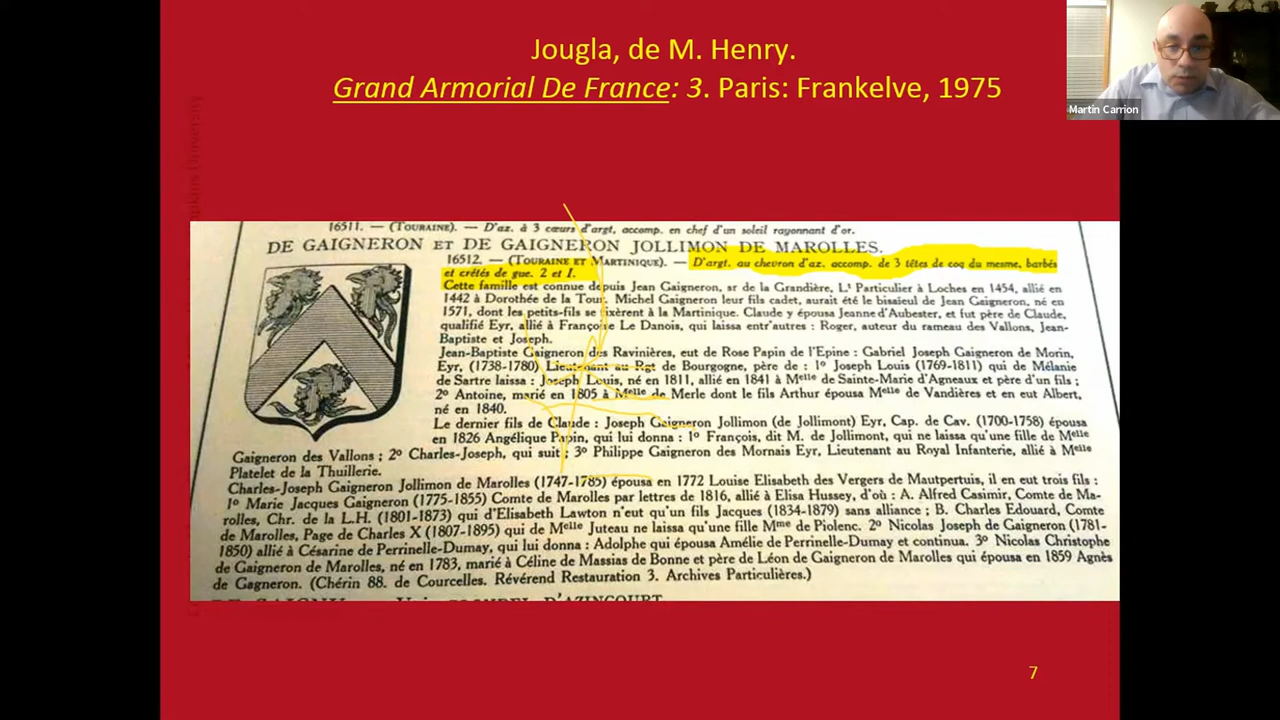 Jougla, de M. Henry.
Grand Armorial De France: 3. Paris: Frankelve, 1975
Martín Carrion
16511. — (TOURAINE). — D'az. à 3 cœurs d'argt, accomp. en chef d'un soleil rayonnant d'or.
DE GAIGNERON ET DE GAIGNERON JOLLIMON DE MAROLLES.
16512. — (TOURAINE ET MARTINIQUE). — D'argt. au chevron d'az. accomp. de 3 têtes de coq du mesme, barbés
et crétés de gue. 2 et 1.
Cette famille est connue depuis Jean Gaigneron, sr de la Grandière, Lt Particulier à Loches en 1454, allié en
1442 à Dorothée de la Tour. Michel Gaigneron leur fils cadet, aurait été le bisaieul de Jean Gaigneron, né en
1571, dont les petits-fils se fixèrent à la Martinique. Claude y épousa Jeanne d'Aubester, et fut père de Claude,
qualifié Eyr, allié à Françoise Le Danois, qui laissa entr'autres : Roger, auteur du rameau des Vallons, Jean-
Baptiste et Joseph.
Jean-Baptiste Gaigneron des Ravinières, eut de Rose Papin de l'Epine : Gabriel Joseph Gaigneron de Morin,
Eyr, (1738-1780) Lieutenant au Rgt de Bourgogne, père de : 1º Joseph Louis (1769-1811) qui de Mélanie
de Sartre laissa : Joseph Louis, né en 1811, allié en 1841 à Melle de Sainte-Marie d'Agneaux et père d'un fils ;
2º Antoine, marié en 1805 à Melle de Merle dont le fils Arthur épousa Melle de Vandières et en eut Albert,
né en 1840.
Le dernier fils de Claude : Joseph Gaigneron Jollimon (de Jollimont) Eyr, Cap. de Cav. (1700-1758) épousa
en 1826 Angélique Papin, qui lui donna : 1º François, dit M. de Jollimont, qui ne laissa qu'une fille de Melle
Gaigneron des Vallons ; 2º Charles-Joseph, qui suit ; 3º Philippe Gaigneron des Mornais Eyr, Lieutenant au Royal Infanterie, allié à Melle
Platelet de la Thuillerie.
Charles-Joseph Gaigneron Jollimon de Marolles (1747-1785) épousa en 1772 Louise Elisabeth des Vergers de Mautpertuis, il en eut trois fils :
1º Marie Jacques Gaigneron (1775-1855) Comte de Marolles par lettres de 1816, allié à Elisa Hussey, d'où : A. Alfred Casimir, Comte de Ma-
rolles, Chr. de la L.H. (1801-1873) qui d'Elisabeth Lawton n'eut qu'un fils Jacques (1834-1879) sans alliance ; B. Charles Edouard, Comte
de Marolles, Page de Charles X (1807-1895) qui de Melle Juteau ne laissa qu'une fille Mme de Piolenc. 2º Nicolas Joseph de Gaigneron (1781-
1850) allié à Césarine de Perrinelle-Dumay, qui lui donna : Adolphe qui épousa Amélie de Perrinelle-Dumay et continua. 3º Nicolas Christophe
de Gaigneron de Marolles, né en 1783, marié à Céline de Massias de Bonne et père de Léon de Gaigneron de Marolles qui épousa en 1859 Agnès
de Gagneron. (Chérin 88. de Courcelles. Révérend Restauration 3. Archives Particulières.)
D'AZINCOURT
7